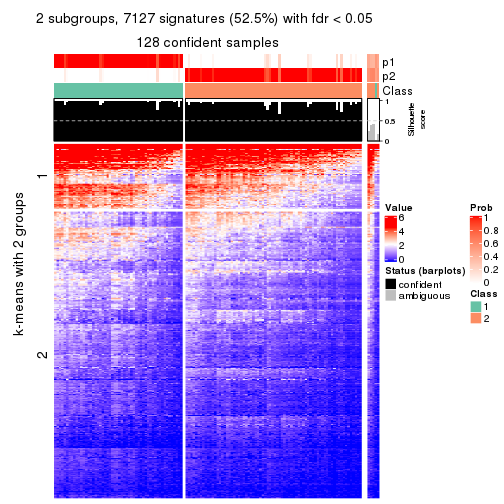 2 subgroups, 7127 signatures (52.5%) with fdr < 0.05
128 confident samples
p1
p2
Class
1
0.5
0
Silhouette
score
k-means with 2 groups
1
2
Value
6
4
2
0
Status (barplots)
confident
ambiguous
Prob
1
0.8
0.6
0.4
0.2
0
Class
1
2